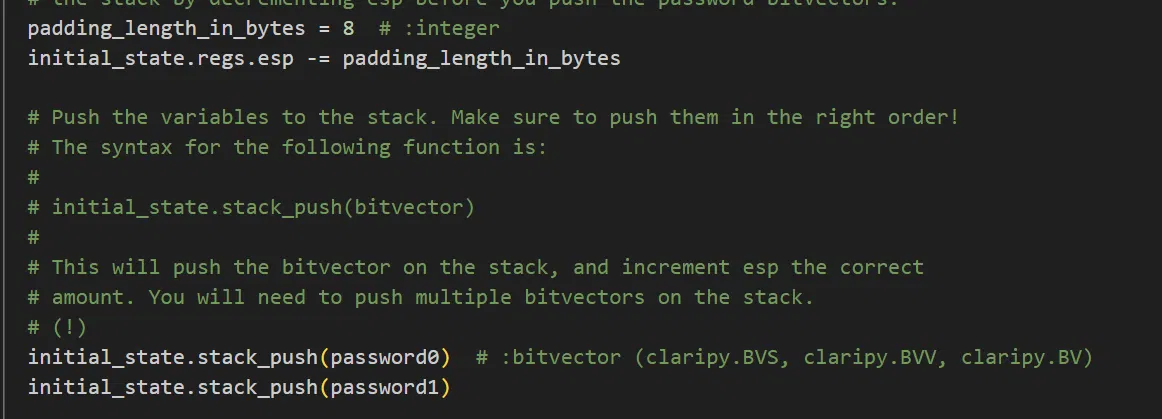 # the stack by decrementing esp before you push the password bitvectors.
padding_length_in_bytes = 8  # :integer
initial_state.regs.esp -= padding_length_in_bytes

# Push the variables to the stack. Make sure to push them in the right order!
# The syntax for the following function is:
#
# initial_state.stack_push(bitvector)
#
# This will push the bitvector on the stack, and increment esp the correct
# amount. You will need to push multiple bitvectors on the stack.
# (!)
initial_state.stack_push(password0)  # :bitvector (claripy.BVS, claripy.BVV, claripy.BV)
initial_state.stack_push(password1)